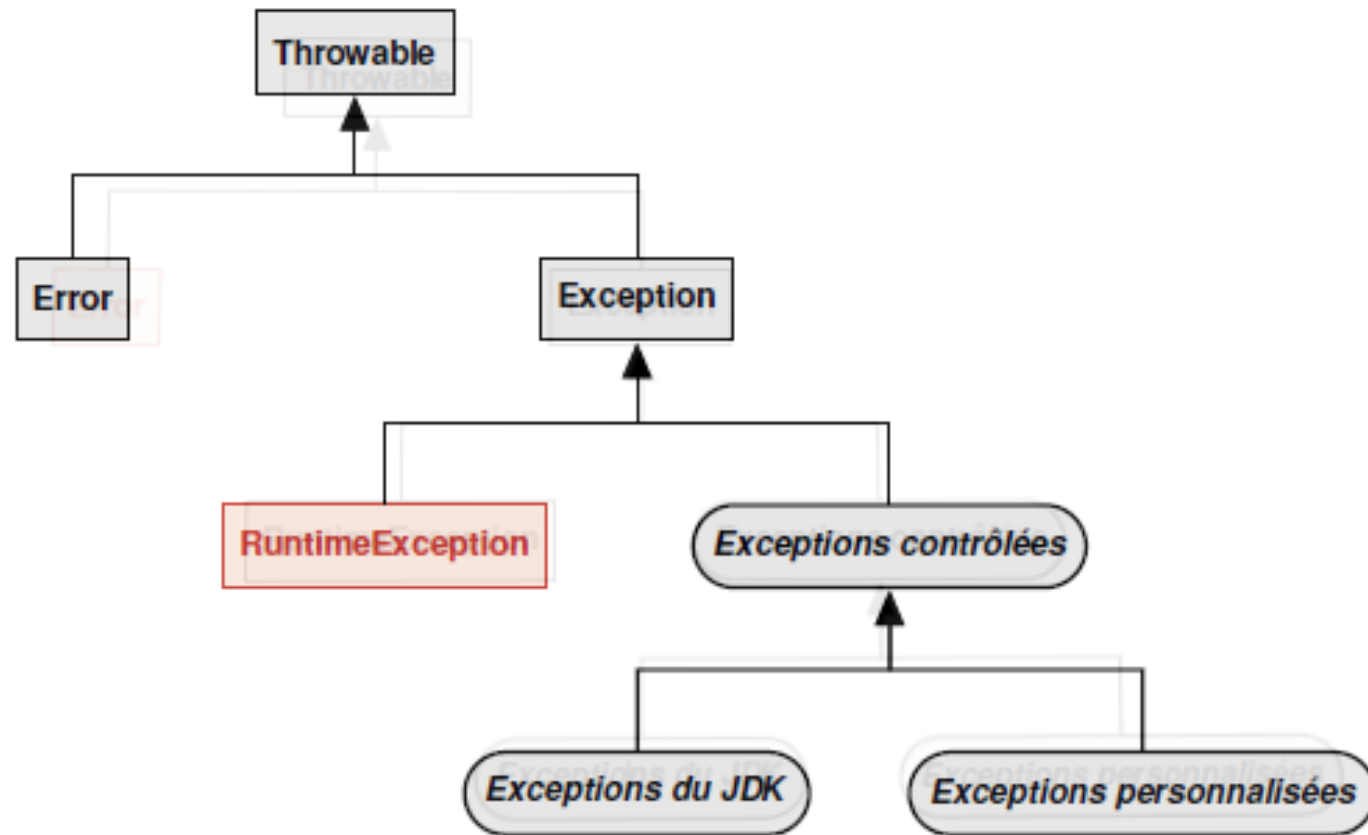 Throwable
Error
Exception
RuntimeException
Exceptions contrôlées
Exceptions du JDK
Exceptions personnalisées